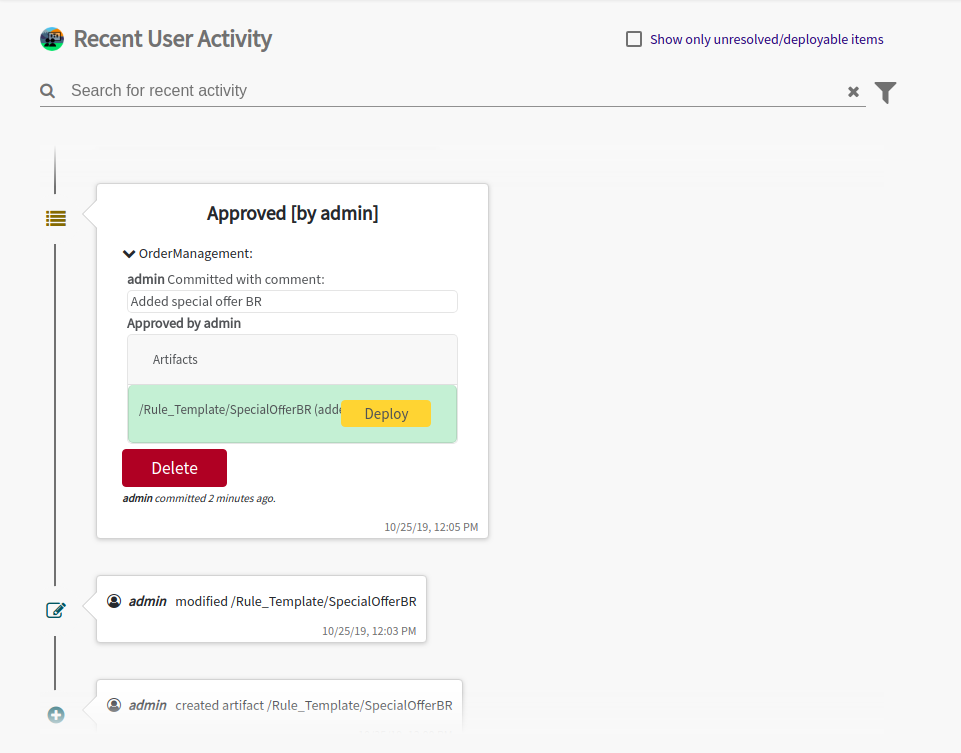 Recent User Activity
Show only unresolved/deployable items
Search for recent activity
Approved [by admin]
OrderManagement:
admin Committed with comment:
Added special offer BR
Approved by admin
Artifacts
/Rule_Template/SpecialOfferBR (adde
Deploy
Delete
admin committed 2 minutes ago.
10/25/19, 12:05 PM
admin modified /Rule_Template/SpecialOfferBR
10/25/19, 12:03 PM
admin created artifact /Rule_Template/SpecialOfferBR